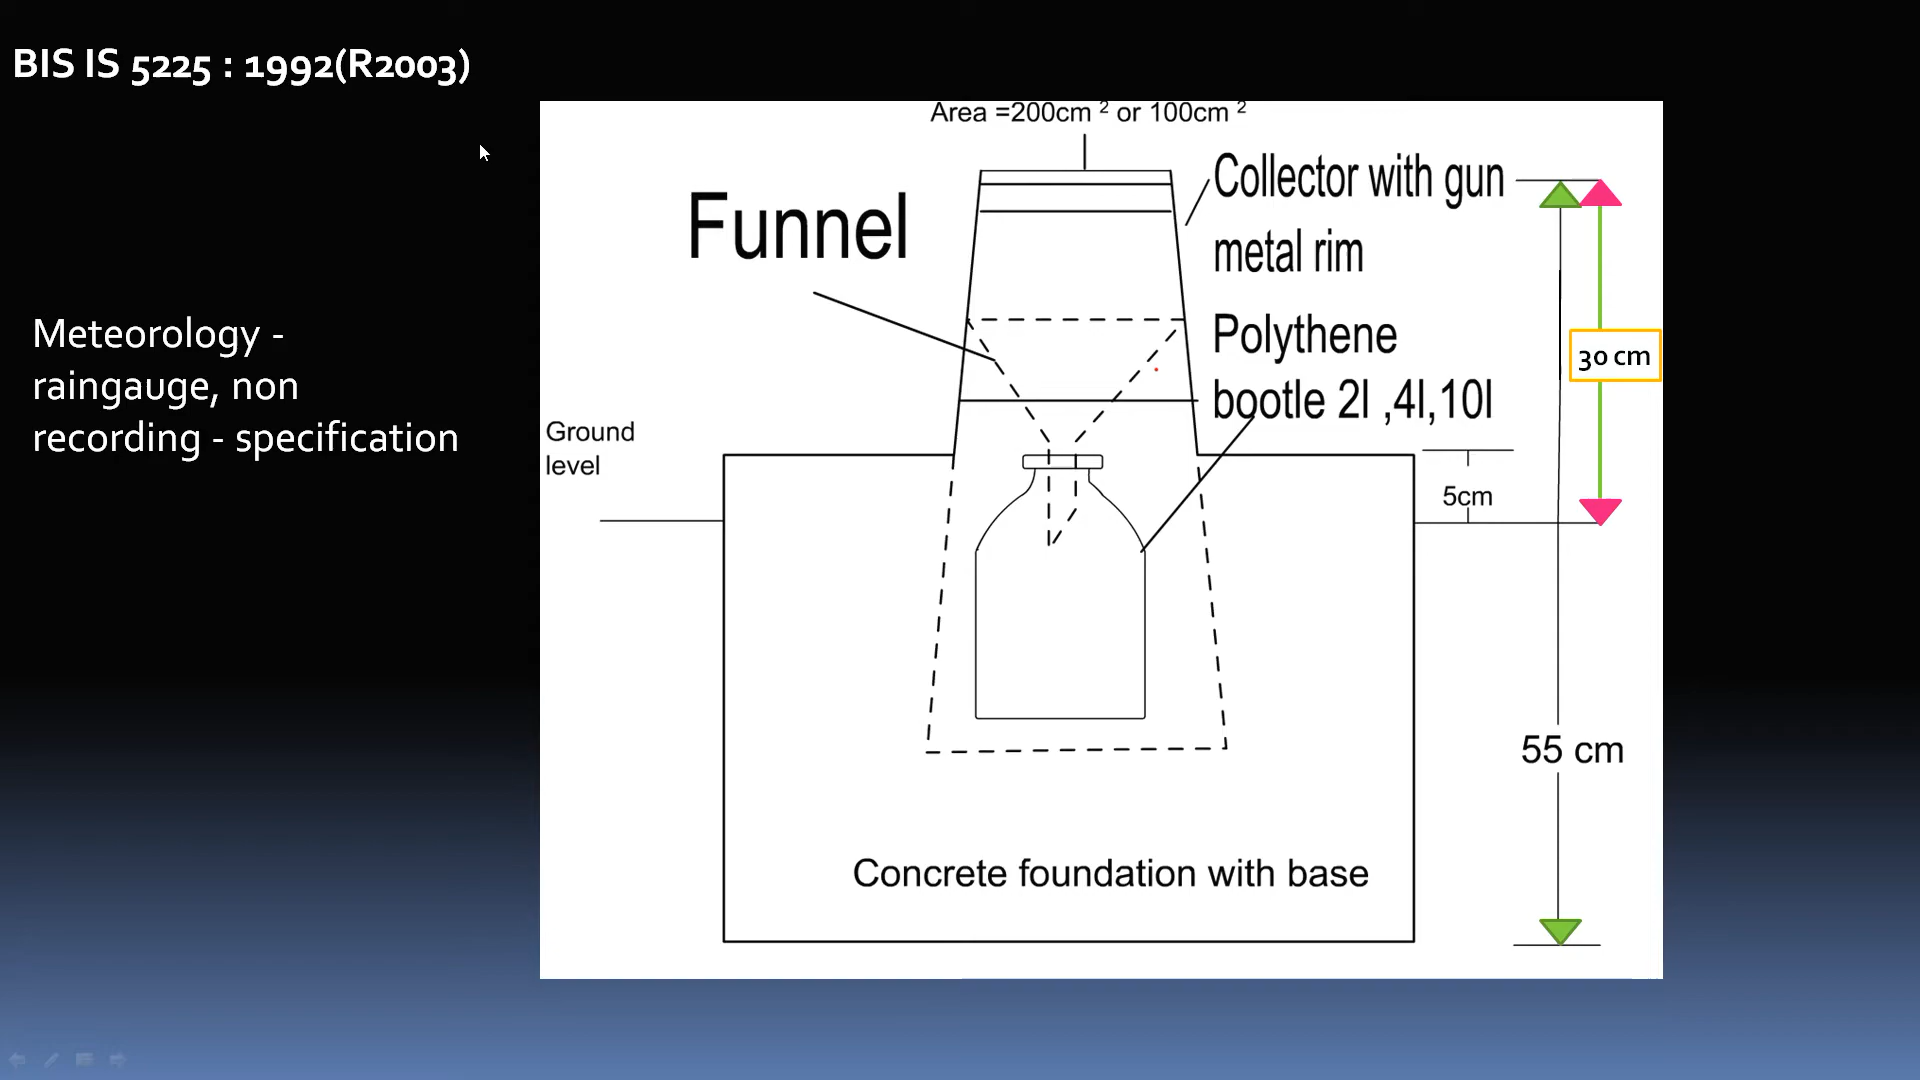 BIS IS 5225 : 1992(R2003)
Meteorology -
raingauge, non
recording - specification
Area =200cm 2 or 100cm 2
Funnel
Collector with gun
metal rim
Polythene
bootle 2l ,4l,10l
30 cm
Ground
level
5cm
55 cm
Concrete foundation with base